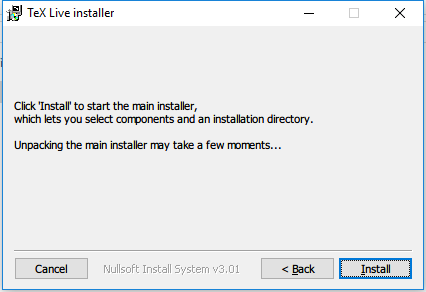 TeX Live installer
Click 'Install' to start the main installer,
which lets you select components and an installation directory.
Unpacking the main installer may take a few moments...
Cancel
Nullsoft Install System v3.01
< Back
Install